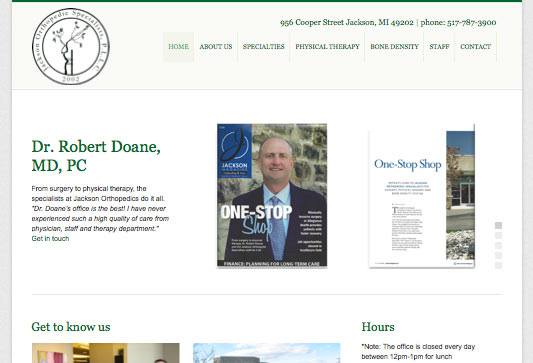 Jackson Orthopedic Specialists, P.L.L.C.
2002
956 Cooper Street Jackson, MI 49202 | phone: 517-787-3900
HOME
ABOUT US
SPECIALTIES
PHYSICAL THERAPY
BONE DENSITY
STAFF
CONTACT
Dr. Robert Doane,
MD, PC
From surgery to physical therapy, the
specialists at Jackson Orthopedics do it all.
"Dr. Doane's office is the best! I have never
experienced such a high quality of care from
physician, staff and therapy department."
Get in touch
JACKSON
MAGAZINE
ONE-STOP
Shop
FINANCE: PLANNING FOR LONG-TERM CARE
One-Stop Shop
Get to know us
Hours
*Note: The office is closed every day
between 12pm-1pm for lunch